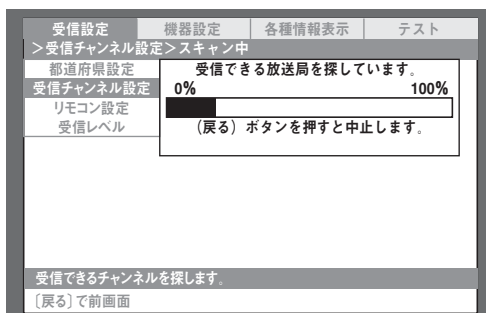 受信設定 機器設定 各種情報表示 テスト
＞受信チャンネル設定＞スキャン中
都道府県設定
受信チャンネル設定
リモコン設定
受信レベル
受信できる放送局を探しています。
0% 100%
（戻る）ボタンを押すと中止します。
受信できるチャンネルを探します。
〔戻る〕で前画面